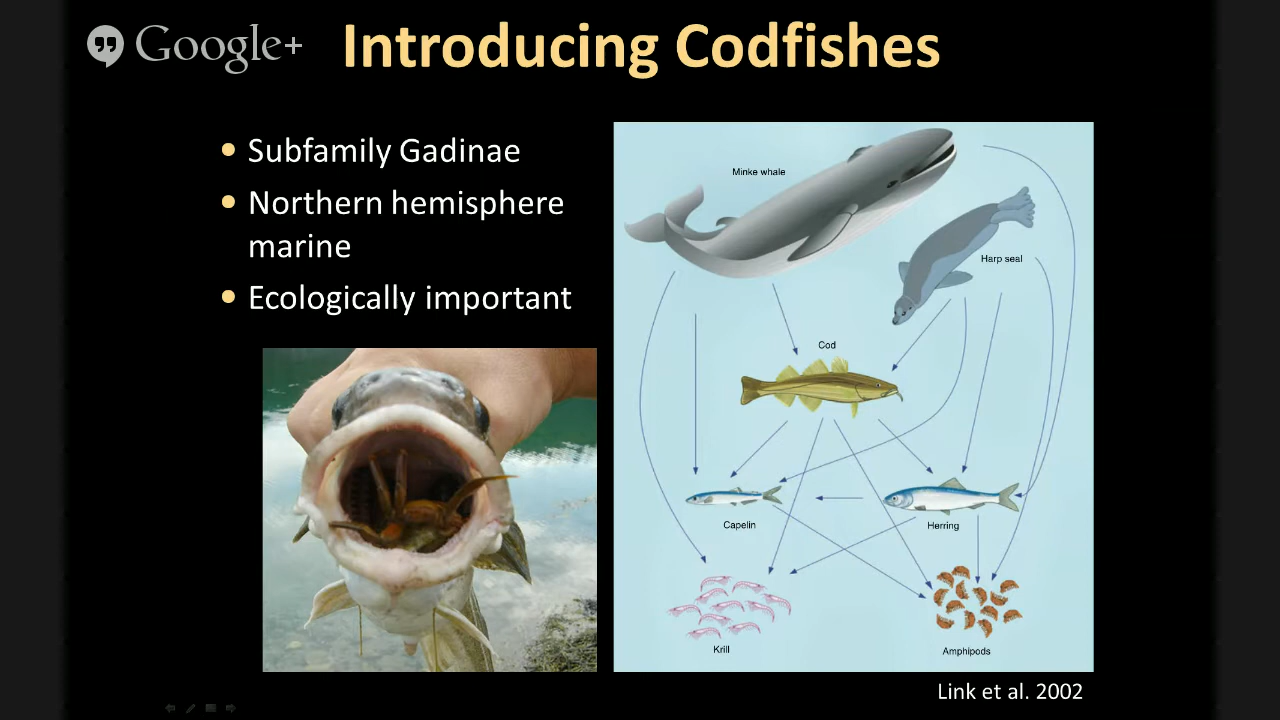 Google+
Introducing Codfishes
• Subfamily Gadinae
• Northern hemisphere
marine
• Ecologically important
Minke whale
Harp seal
Cod
Capelin
Herring
Krill
Amphipods
Link et al. 2002